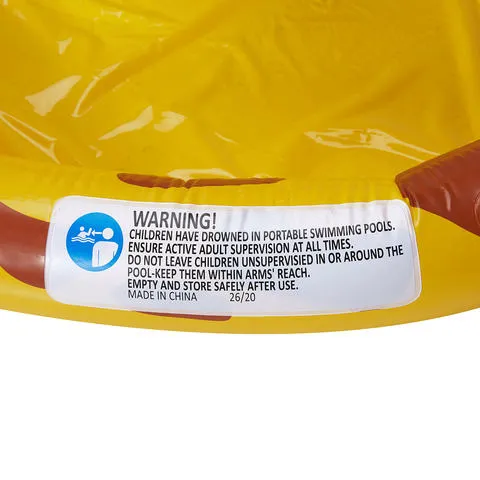 WARNING!
CHILDREN HAVE DROWNED IN PORTABLE SWIMMING POOLS.
ENSURE ACTIVE ADULT SUPERVISION AT ALL TIMES.
DO NOT LEAVE CHILDREN UNSUPERVISIED IN OR AROUND THE
POOL-KEEP THEM WITHIN ARMS' REACH.
EMPTY AND STORE SAFELY AFTER USE.
MADE IN CHINA 26/20